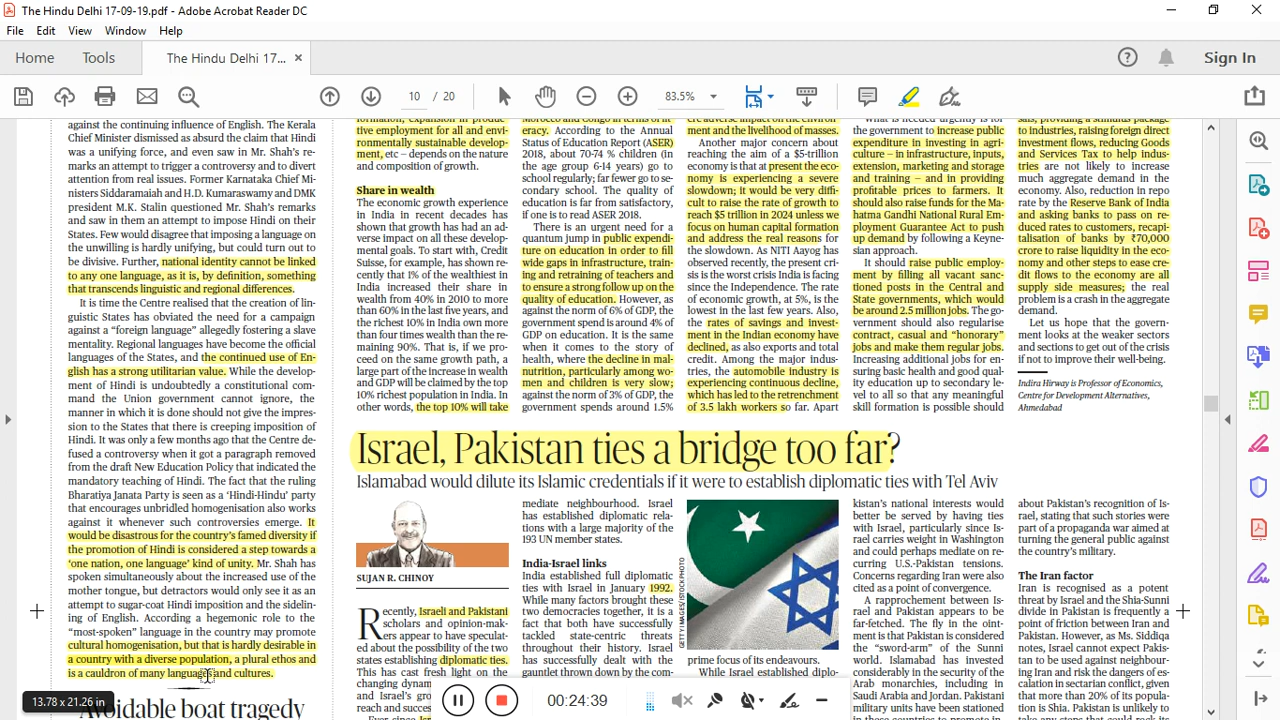 The Hindu Delhi 17-09-19.pdf - Adobe Acrobat Reader DC
File Edit View Window Help
Home Tools The Hindu Delhi 17... × Sign In
10 / 20 83.5%
against the continuing influence of English. The Kerala
Chief Minister dismissed as absurd the claim that Hindi
was a unifying force, and even saw in Mr. Shah's re-
marks an attempt to trigger a controversy and to divert
attention from real issues. Former Karnataka Chief Mi-
nisters Siddaramaiah and H.D. Kumaraswamy and DMK
president M.K. Stalin questioned Mr. Shah's remarks
and saw in them an attempt to impose Hindi on their
States. Few would disagree that imposing a language on
the unwilling is hardly unifying, but could turn out to
be divisive. Further, national identity cannot be linked
to any one language, as it is, by definition, something
that transcends linguistic and regional differences.
It is time the Centre realised that the creation of lin-
guistic States has obviated the need for a campaign
against a “foreign language” allegedly fostering a slave
mentality. Regional languages have become the official
languages of the States, and the continued use of En-
glish has a strong utilitarian value. While the develop-
ment of Hindi is undoubtedly a constitutional com-
mand the Union government cannot ignore, the
manner in which it is done should not give the impres-
sion to the States that there is creeping imposition of
Hindi. It was only a few months ago that the Centre de-
fused a controversy when it got a paragraph removed
from the draft New Education Policy that indicated the
mandatory teaching of Hindi. The fact that the ruling
Bharatiya Janata Party is seen as a ‘Hindi-Hindu’ party
that encourages unbridled homogenisation also works
against it whenever such controversies emerge. It
would be disastrous for the country's famed diversity if
the promotion of Hindi is considered a step towards a
‘one nation, one language’ kind of unity. Mr. Shah has
spoken simultaneously about the increased use of the
mother tongue, but detractors would only see it as an
attempt to sugar-coat Hindi imposition and the sidelin-
ing of English. According a hegemonic role to the
“most-spoken” language in the country may promote
cultural homogenisation, but that is hardly desirable in
a country with a diverse population, a plural ethos and
is a cauldron of many languages and cultures.
Avoidable boat tragedy
formation, expansion in produc-
tive employment for all and envi-
ronmentally sustainable develop-
ment, etc – depends on the nature
and composition of growth.
Share in wealth
The economic growth experience
in India in recent decades has
shown that growth has had an ad-
verse impact on all these develop-
mental goals. To start with, Credit
Suisse, for example, has shown re-
cently that 1% of the wealthiest in
India increased their share in
wealth from 40% in 2010 to more
than 60% in the last five years, and
the richest 10% in India own more
than four times wealth than the re-
maining 90%. That is, if we pro-
ceed on the same growth path, a
large part of the increase in wealth
and GDP will be claimed by the top
10% richest population in India. In
other words, the top 10% will take
Morocco and Congo in terms of lit-
eracy. According to the Annual
Status of Education Report (ASER)
2018, about 70-74 % children (in
the age group 6-14 years) go to
school regularly; far fewer go to se-
condary school. The quality of
education is far from satisfactory,
if one is to read ASER 2018.
There is an urgent need for a
quantum jump in public expendi-
ture on education in order to fill
wide gaps in infrastructure, train-
ing and retraining of teachers and
to ensure a strong follow up on the
quality of education. However, as
against the norm of 6% of GDP, the
government spend is around 4% of
GDP on education. It is the same
when it comes to the story of
health, where the decline in mal-
nutrition, particularly among wo-
men and children is very slow;
against the norm of 3% of GDP, the
government spends around 1.5%
cre adverse impact on the environ-
ment and the livelihood of masses.
Another major concern about
reaching the aim of a $5-trillion
economy is that at present the eco-
nomy is experiencing a severe
slowdown; it would be very diffi-
cult to raise the rate of growth to
reach $5 trillion in 2024 unless we
focus on human capital formation
and address the real reasons for
the slowdown. As NITI Aayog has
observed recently, the present cri-
sis is the worst crisis India is facing
since the Independence. The rate
of economic growth, at 5%, is the
lowest in the last few years. Also,
the rates of savings and invest-
ment in the Indian economy have
declined, as also exports and total
credit. Among the major indus-
tries, the automobile industry is
experiencing continuous decline,
which has led to the retrenchment
of 3.5 lakh workers so far. Apart
What is needed urgently is for
the government to increase public
expenditure in investing in agri-
culture – in infrastructure, inputs,
extension, marketing and storage
and training – and in providing
profitable prices to farmers. It
should also raise funds for the Ma-
hatma Gandhi National Rural Em-
ployment Guarantee Act to push
up demand by following a Keyne-
sian approach.
It should raise public employ-
ment by filling all vacant sanc-
tioned posts in the Central and
State governments, which would
be around 2.5 million jobs. The go-
vernment should also regularise
contract, casual and “honorary”
jobs and make them regular jobs.
Increasing additional jobs for en-
suring basic health and good qual-
ity education up to secondary le-
vel to all so that any meaningful
skill formation is possible should
sals, providing a stimulus package
to industries, raising foreign direct
investment flows, reducing Goods
and Services Tax to help indus-
tries are not likely to increase
much aggregate demand in the
economy. Also, reduction in repo
rate by the Reserve Bank of India
and asking banks to pass on re-
duced rates to customers, recapi-
talisation of banks by ₹70,000
crore to raise liquidity in the eco-
nomy and other steps to ease cre-
dit flows to the economy are all
supply side measures; the real
problem is a crash in the aggregate
demand.
Let us hope that the govern-
ment looks at the weaker sectors
and sections to get out of the crisis
if not to improve their well-being.
Indira Hirway is Professor of Economics,
Centre for Development Alternatives,
Ahmedabad
Israel, Pakistan ties a bridge too far?
Islamabad would dilute its Islamic credentials if it were to establish diplomatic ties with Tel Aviv
SUJAN R. CHINOY
Recently, Israeli and Pakistani
scholars and opinion-mak-
ers appear to have speculat-
ed about the possibility of the two
states establishing diplomatic ties.
This has cast fresh light on the
changing dynam
and Israel's grow
reach and succes
Ever since Isra
mediate neighbourhood. Israel
has established diplomatic rela-
tions with a large majority of the
193 UN member states.
India-Israel links
India established full diplomatic
ties with Israel in January 1992.
While many factors brought these
two democracies together, it is a
fact that both have successfully
tackled state-centric threats
throughout their history. Israel
has successfully dealt with the
gauntlet thrown down by the com-
GETTY IMAGES/ISTOCKPHOTO
prime focus of its endeavours.
While Islamabad
kistan's national interests would
better be served by having ties
with Israel, particularly since Is-
rael carries weight in Washington
and could perhaps mediate on re-
curring U.S.-Pakistan tensions.
Concerns regarding Iran were also
cited as a point of convergence.
A rapprochement between Is-
rael and Pakistan appears to be
far-fetched. The fly in the oint-
ment is that Pakistan is considered
the “sword-arm of the Sunni
world. Islamabad has invested
decades in ensuring the security of
Arab monarchies, including in
Saudi Arabia and Jordan. Pakistani
military units have been stationed
about Pakistan's recognition of Is-
rael, stating that such stories were
part of a propaganda war aimed at
turning the general public against
the country's military.
The Iran factor
Iran is recognised as a potent
threat by Israel and the Shia-Sunni
divide in Pakistan is frequently a
point of friction between Iran and
Pakistan. However, as Ms. Siddiqa
notes, Israel cannot expect Pakis-
tan to be used against neighbour-
ing Iran and risk the dangers of es-
calation in sectarian conflict, given
that more than 20% of its popula-
tion is Shia. Pakistan is unlikely to
13.78 x 21.26 in
00:24:39